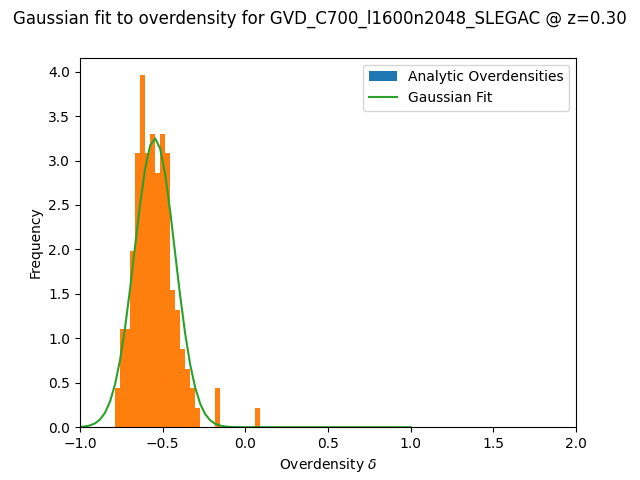 Gaussian fit to overdensity for GVD_C700_l1600n2048_SLEGAC @ z=0.30
Analytic Overdensities
Gaussian Fit
Frequency
4.0
3.5
3.0
2.5
2.0
1.5
1.0
0.5
0.0
−1.0 −0.5 0.0 0.5 1.0 1.5 2.0
Overdensity δ